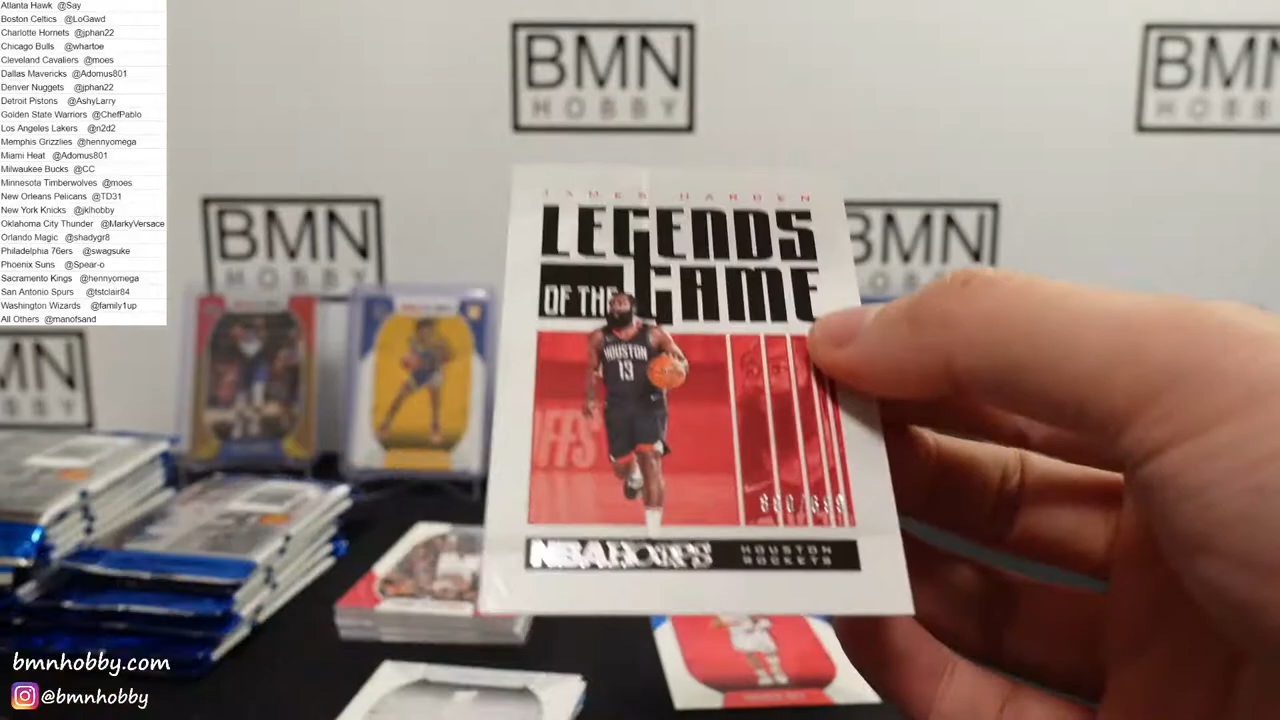 Atlanta Hawk @Say
Boston Celtics @LoGawd
Charlotte Hornets @jphan22
Chicago Bulls @whartoe
Cleveland Cavaliers @moes
Dallas Mavericks @Adomus801
Denver Nuggets @jphan22
Detroit Pistons @AshyLarry
Golden State Warriors @ChefPablo
Los Angeles Lakers @n2d2
Memphis Grizzlies @hennyomega
Miami Heat @Adomus801
Milwaukee Bucks @CC
Minnesota Timberwolves @moes
New Orleans Pelicans @TD31
New York Knicks @jklhobby
Oklahoma City Thunder @MarkyVersace
Orlando Magic @shadygr8
Philadelphia 76ers @swagsuke
Phoenix Suns @Spear-o
Sacramento Kings @hennyomega
San Antonio Spurs @tstclair84
Washington Wizards @family1up
All Others @manofsand
BMN
HOBBY
BMN
HOBBY
BMN
HOBBY
BMN
HOBBY
MN
OBBY
JAMES HARDEN
LEGENDS
OF THE GAME
HOUSTON
13
FFS
NBA HOOPS
HOUSTON
ROCKETS
bmnhobby.com
@bmnhobby